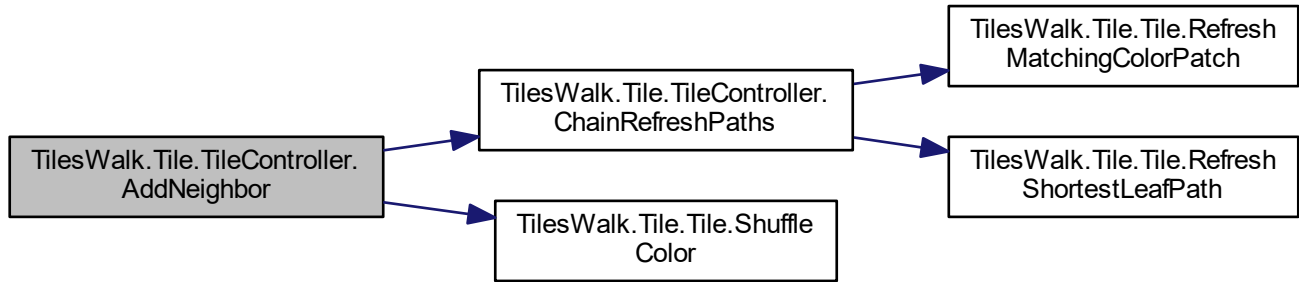 TilesWalk.Tile.TileController.
AddNeighbor
TilesWalk.Tile.TileController.
ChainRefreshPaths
TilesWalk.Tile.Tile.Shuffle
Color
TilesWalk.Tile.Tile.Refresh
MatchingColorPatch
TilesWalk.Tile.Tile.Refresh
ShortestLeafPath